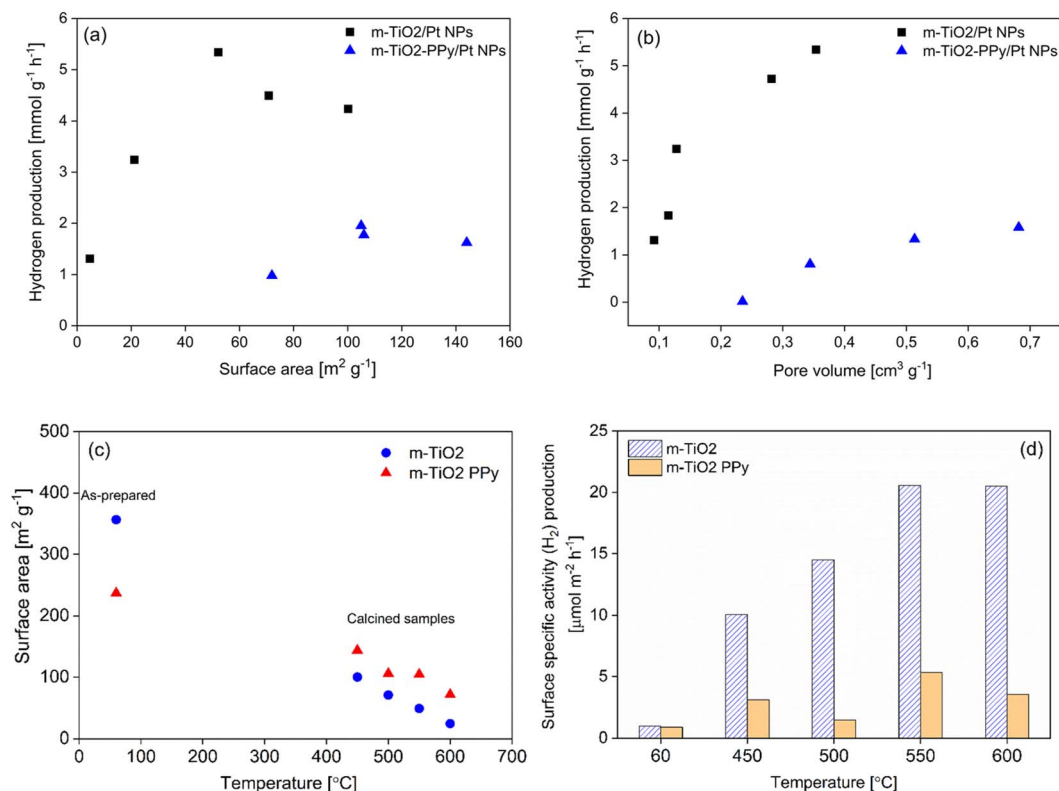 (a)
m-TiO2/Pt NPs
m-TiO2-PPy/Pt NPs
Hydrogen production [mmol g⁻¹ h⁻¹]
6
5
4
3
2
1
0
0 20 40 60 80 100 120 140 160
Surface area [m² g⁻¹]
(b)
m-TiO2/Pt NPs
m-TiO2-PPy/Pt NPs
Hydrogen production [mmol g⁻¹ h⁻¹]
6
5
4
3
2
1
0
0,1 0,2 0,3 0,4 0,5 0,6 0,7
Pore volume [cm³ g⁻¹]
(c)
m-TiO2
m-TiO2 PPy
As-prepared
Calcined samples
Surface area [m² g⁻¹]
500
400
300
200
100
0
0 100 200 300 400 500 600 700
Temperature [°C]
m-TiO2
m-TiO2 PPy
(d)
Surface specific activity (H₂) production
[μmol m⁻² h⁻¹]
25
20
15
10
5
0
60 450 500 550 600
Temperature [°C]